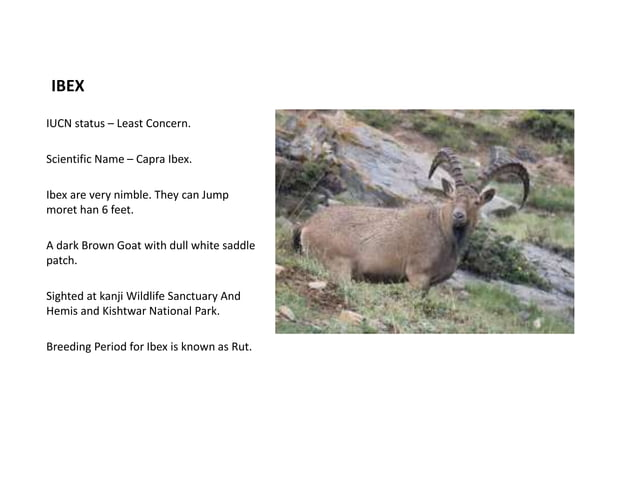 IBEX
IUCN status – Least Concern.
Scientific Name – Capra Ibex.
Ibex are very nimble. They can Jump
moret han 6 feet.
A dark Brown Goat with dull white saddle
patch.
Sighted at kanji Wildlife Sanctuary And
Hemis and Kishtwar National Park.
Breeding Period for Ibex is known as Rut.